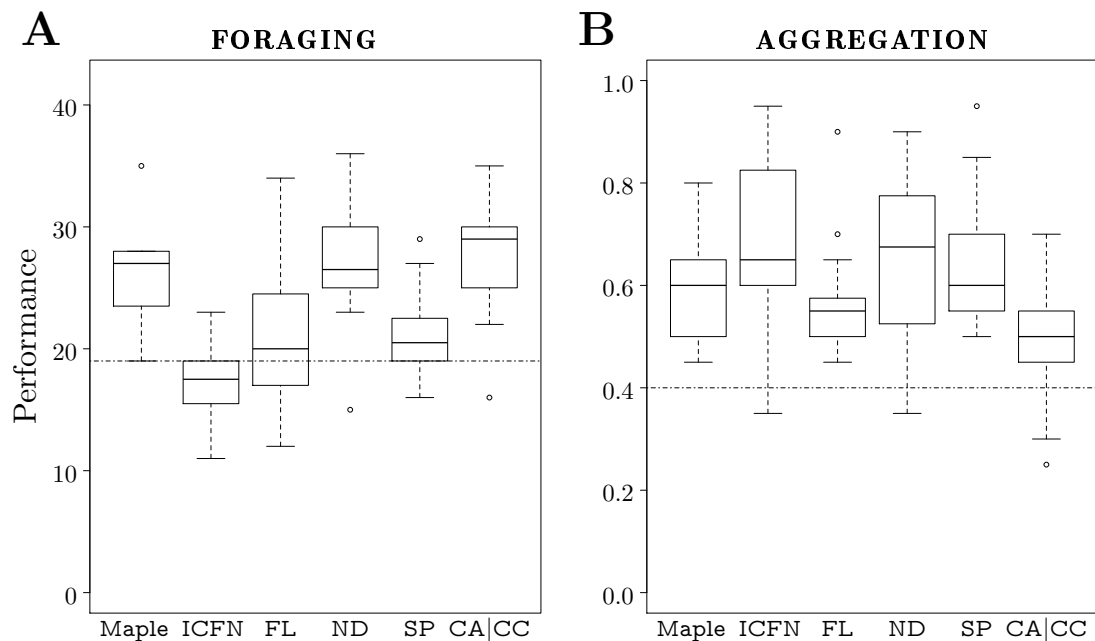 A
FORAGING
Performance
40
30
20
10
0
Maple ICFN FL ND SP CA|CC
B
AGGREGATION
1.0
0.8
0.6
0.4
0.2
0.0
Maple ICFN FL ND SP CA|CC